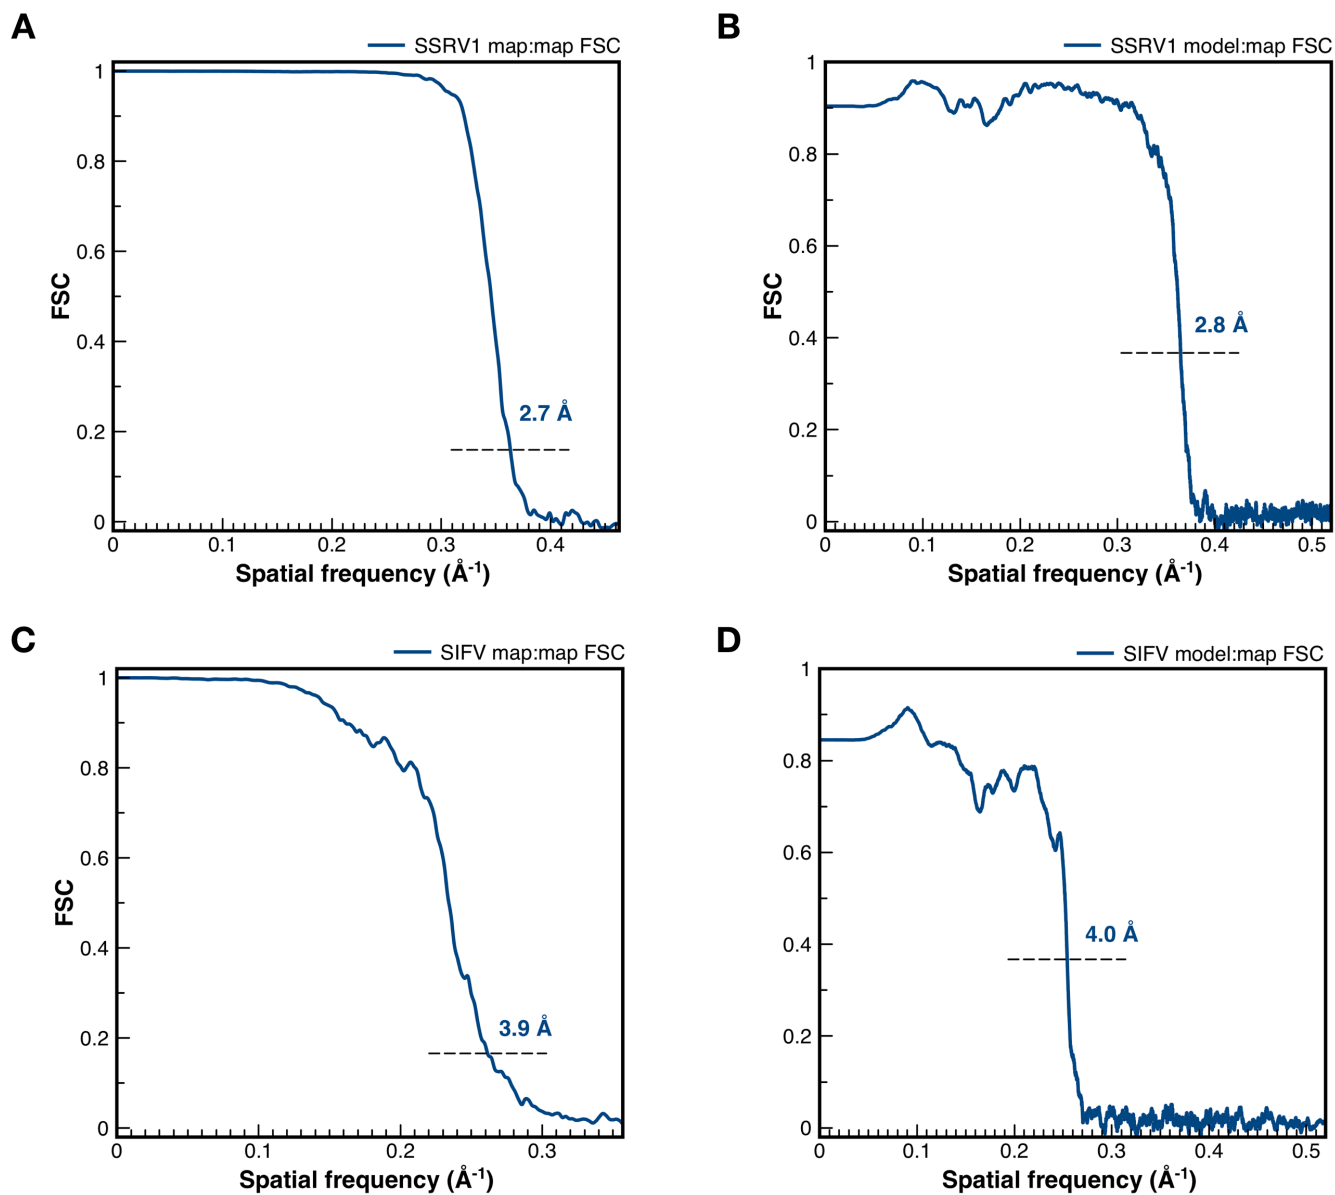 A
SSRV1 map:map FSC
1
0.8
0.6
0.4
0.2
0
FSC
2.7 Å
0 0.1 0.2 0.3 0.4
Spatial frequency (Å-1)
B
SSRV1 model:map FSC
1
0.8
0.6
0.4
0.2
0
FSC
2.8 Å
0 0.1 0.2 0.3 0.4 0.5
Spatial frequency (Å-1)
C
SIFV map:map FSC
1
0.8
0.6
0.4
0.2
0
FSC
3.9 Å
0 0.1 0.2 0.3
Spatial frequency (Å-1)
D
SIFV model:map FSC
1
0.8
0.6
0.4
0.2
0
4.0 Å
0 0.1 0.2 0.3 0.4 0.5
Spatial frequency (Å-1)